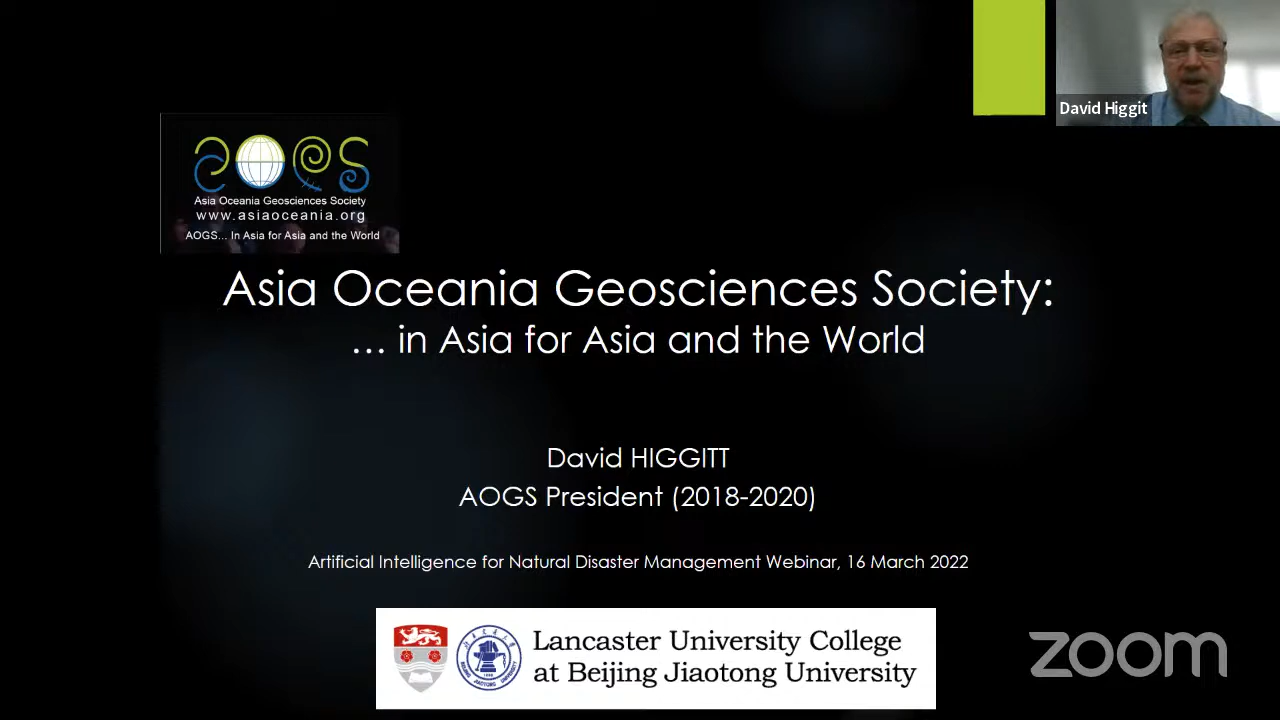 David Higgit
aogs
Asia Oceania Geosciences Society
www.asiaoceania.org
AOGS... In Asia for Asia and the World
Asia Oceania Geosciences Society:
... in Asia for Asia and the World
David HIGGITT
AOGS President (2018-2020)
Artificial Intelligence for Natural Disaster Management Webinar, 16 March 2022
Lancaster University College
at Beijing Jiaotong University
zoom